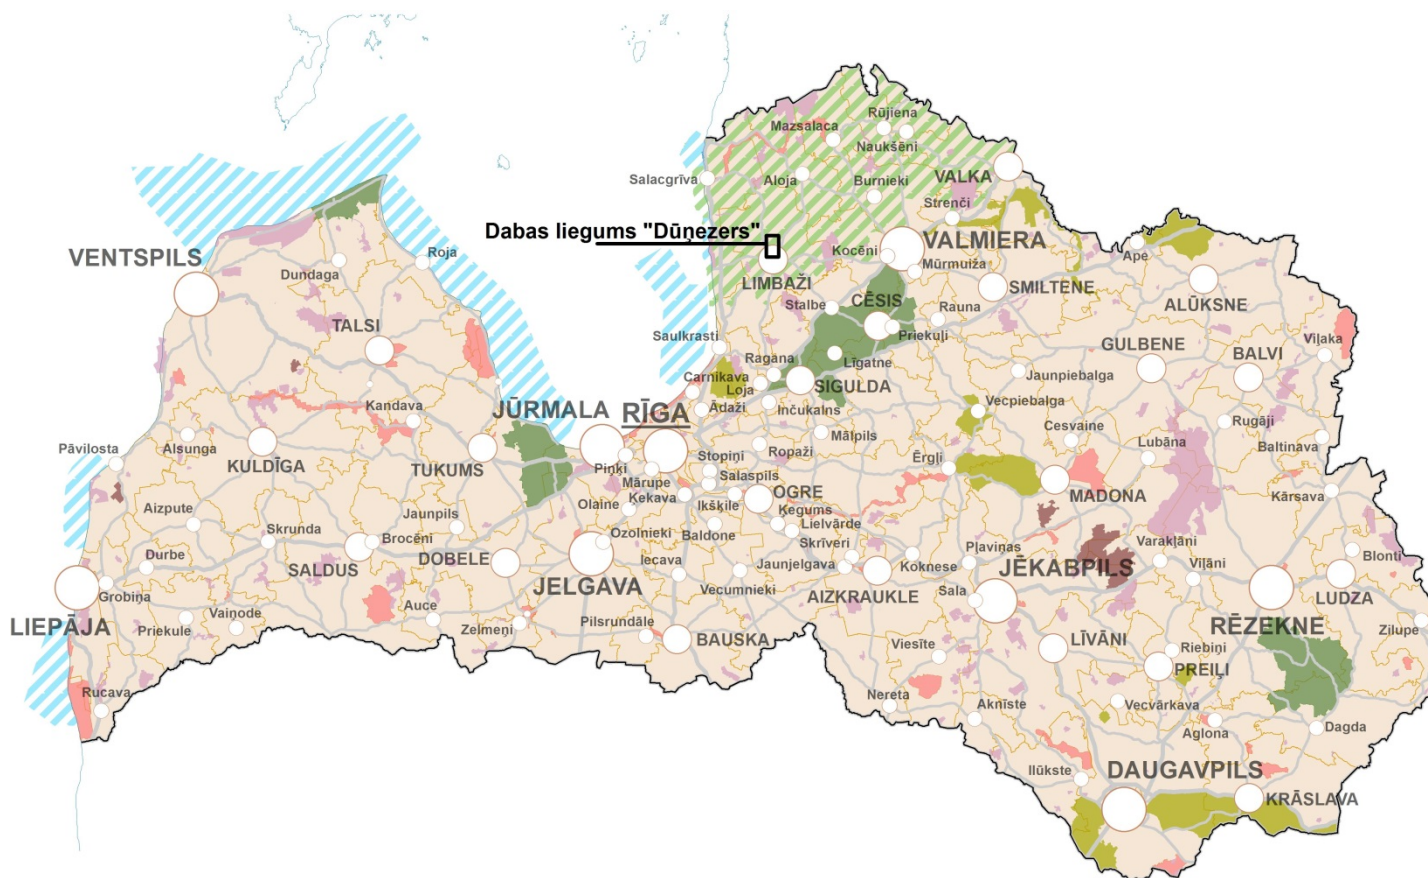 Rūjiena
Mazsalaca
Naukšēni
VALKA
Salacgrīva
Aloja
Burnieki
Strenči
Dabas liegums "Dūņezers"
VALMIERA
Kocēni
Ape
VENTSPILS
Roja
Mūrmuiža
Dundaga
LIMBAŽI
SMILTENE
ALŪKSNE
CĒSIS
Stalbe
Rauna
TALSI
Saulkrasti
Priekuļi
GULBENE
BALVI
Viļaka
Ragana
Līgatne
Carnikava
Loja
SIGULDA
Jaunpiebalga
Kandava
JŪRMALA
RĪGA
Ādaži
Inčukalns
Vecpiebalga
Rugāji
Pāvilosta
Alsunga
KULDĪGA
TUKUMS
Mālpils
Cesvaine
Lubāna
Baltinava
Piņķi
Stopiņi
Ropaži
Ērgļi
Mārupe
Salaspils
Ķekava
Ikšķile
OGRE
MADONA
Kārsava
Olaine
Ķegums
Aizpute
Skrunda
Jaunpils
Ozolnieki
Baldone
Lielvārde
Skrīveri
Varakļāni
Durbe
Brocēni
SALDUS
DOBELE
Iecava
Jaunjelgava
Koknese
Pļaviņas
JĒKABPILS
Viļāni
Blonti
Grobiņa
JELGAVA
Vecumnieki
AIZKRAUKLE
Sala
LUDZA
LIEPĀJA
Vaiņode
Auce
Priekule
Zelmeņi
Pilsrundāle
BAUSKA
Viesīte
LĪVĀNI
RĒZEKNE
Zilupe
Riebiņi
PREIĻI
Rucava
Nereta
Aknīste
Vecvārkava
Aglona
Dagda
Ilūkste
DAUGAVPILS
KRĀSLAVA